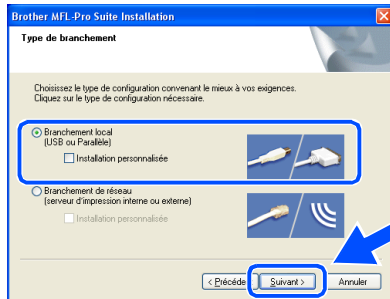 Brother MFL-Pro Suite Installation
Type de branchement
Choisissez le type de configuration convenant le mieux à vos exigences.
Cliquez sur le type de configuration nécessaire.
Branchement local
(USB ou Parallèle)
Installation personnalisée
Branchement de réseau
(serveur d'impression interne ou externe)
Installation personnalisée
< Précéde Suivant > Annuler